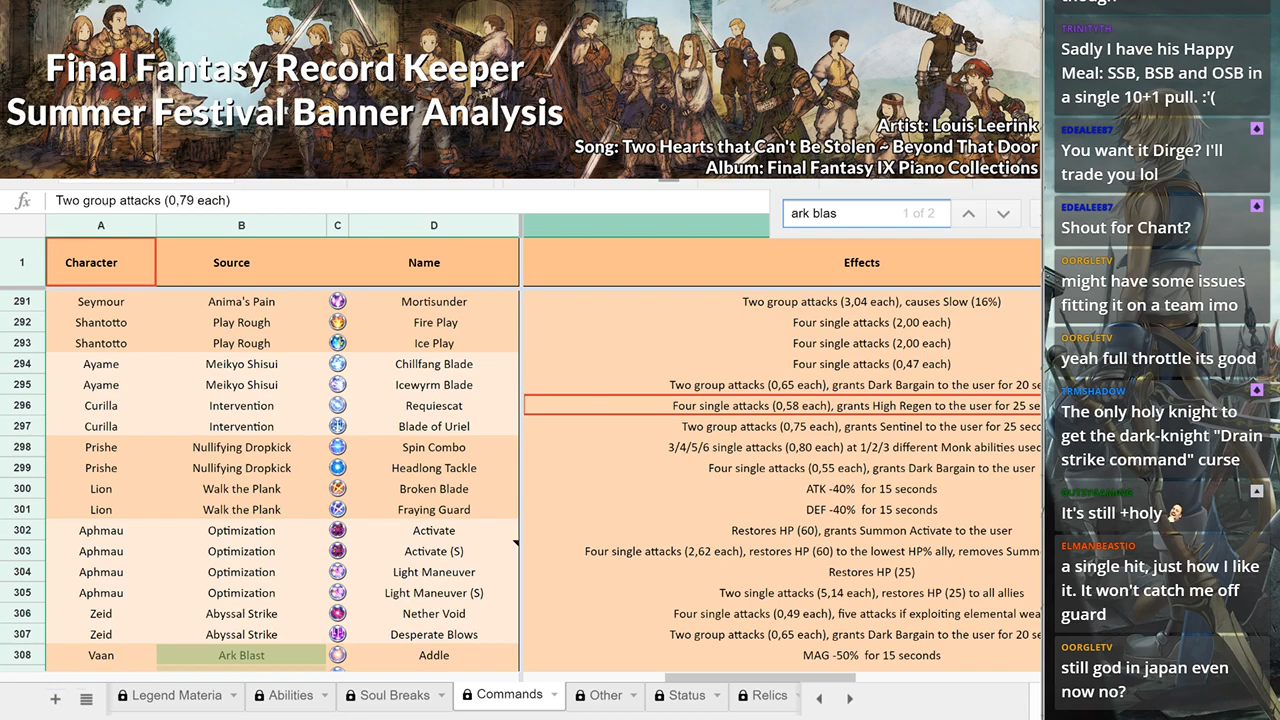 Final Fantasy Record Keeper
Summer Festival Banner Analysis
Artist: Louis Leerink
Song: Two Hearts that Can't Be Stolen ~ Beyond That Door
Album: Final Fantasy IX Piano Collections
fx Two group attacks (0,79 each)
ark blas 1 of 2
A B C D
1 Character Source Name Effects
291 Seymour Anima's Pain Mortisunder Two group attacks (3,04 each), causes Slow (16%)
292 Shantotto Play Rough Fire Play Four single attacks (2,00 each)
293 Shantotto Play Rough Ice Play Four single attacks (2,00 each)
294 Ayame Meikyo Shisui Chillfang Blade Four single attacks (0,47 each)
295 Ayame Meikyo Shisui Icewyrm Blade Two group attacks (0,65 each), grants Dark Bargain to the user for 20 se
296 Curilla Intervention Requiescat Four single attacks (0,58 each), grants High Regen to the user for 25 se
297 Curilla Intervention Blade of Uriel Two group attacks (0,75 each), grants Sentinel to the user for 25 seco
298 Prishe Nullifying Dropkick Spin Combo 3/4/5/6 single attacks (0,80 each) at 1/2/3 different Monk abilities used
299 Prishe Nullifying Dropkick Headlong Tackle Four single attacks (0,55 each), grants Dark Bargain to the user
300 Lion Walk the Plank Broken Blade ATK -40% for 15 seconds
301 Lion Walk the Plank Fraying Guard DEF -40% for 15 seconds
302 Aphmau Optimization Activate Restores HP (60), grants Summon Activate to the user
303 Aphmau Optimization Activate (S) Four single attacks (2,62 each), restores HP (60) to the lowest HP% ally, removes Summ
304 Aphmau Optimization Light Maneuver Restores HP (25)
305 Aphmau Optimization Light Maneuver (S) Two single attacks (5,14 each), restores HP (25) to all allies
306 Zeid Abyssal Strike Nether Void Four single attacks (0,49 each), five attacks if exploiting elemental wea
307 Zeid Abyssal Strike Desperate Blows Two group attacks (0,65 each), grants Dark Bargain to the user for 20 se
308 Vaan Ark Blast Addle MAG -50% for 15 seconds
+ Legend Materia Abilities Soul Breaks Commands Other Status Relics
though
TRINITYTH
Sadly I have his Happy
Meal: SSB, BSB and OSB in
a single 10+1 pull. :'(
EDEALEE87
You want it Dirge? I'll
trade you lol
EDEALEE87
Shout for Chant?
OORGLETV
might have some issues
fitting it on a team imo
OORGLETV
yeah full throttle its good
TRMSHADOW
The only holy knight to
get the dark-knight "Drain
strike command" curse
It's still +holy
ELMANBEASTIO
a single hit, just how I like
it. It won't catch me off
guard
OORGLETV
still god in japan even
now no?